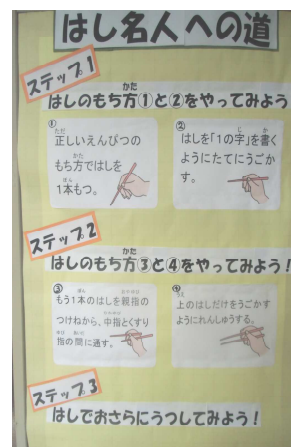 はし名人への道
ステップ1
はしのもち方①と②をやってみよう
①
正しいえんぴつの
もち方ではしを
1本もつ。
②
はしを「1の字」を書く
ようにたてにうごか
す。
ステップ2
はしのもち方③と④をやってみよう!
③
もう1本のはしを親指の
つけねから、中指とくすり
指の間に通す。
④
上のはしだけをうごかす
ようにれんしゅうする。
ステップ3
はしでおさらにうつしてみよう!